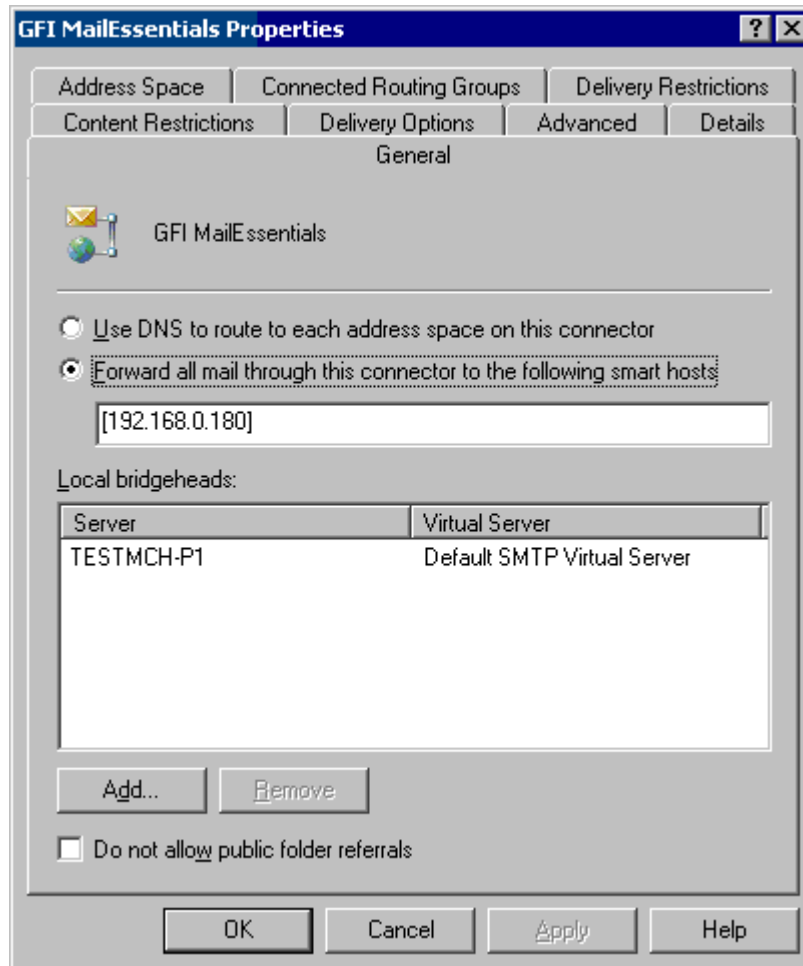 GFI MailEssentials Properties
Address Space Connected Routing Groups Delivery Restrictions
Content Restrictions Delivery Options Advanced Details
General
GFI MailEssentials
Use DNS to route to each address space on this connector
Forward all mail through this connector to the following smart hosts
[192.168.0.180]
Local bridgeheads:
Server Virtual Server
TESTMCH-P1 Default SMTP Virtual Server
Add... Remove
Do not allow public folder referrals
OK Cancel Apply Help